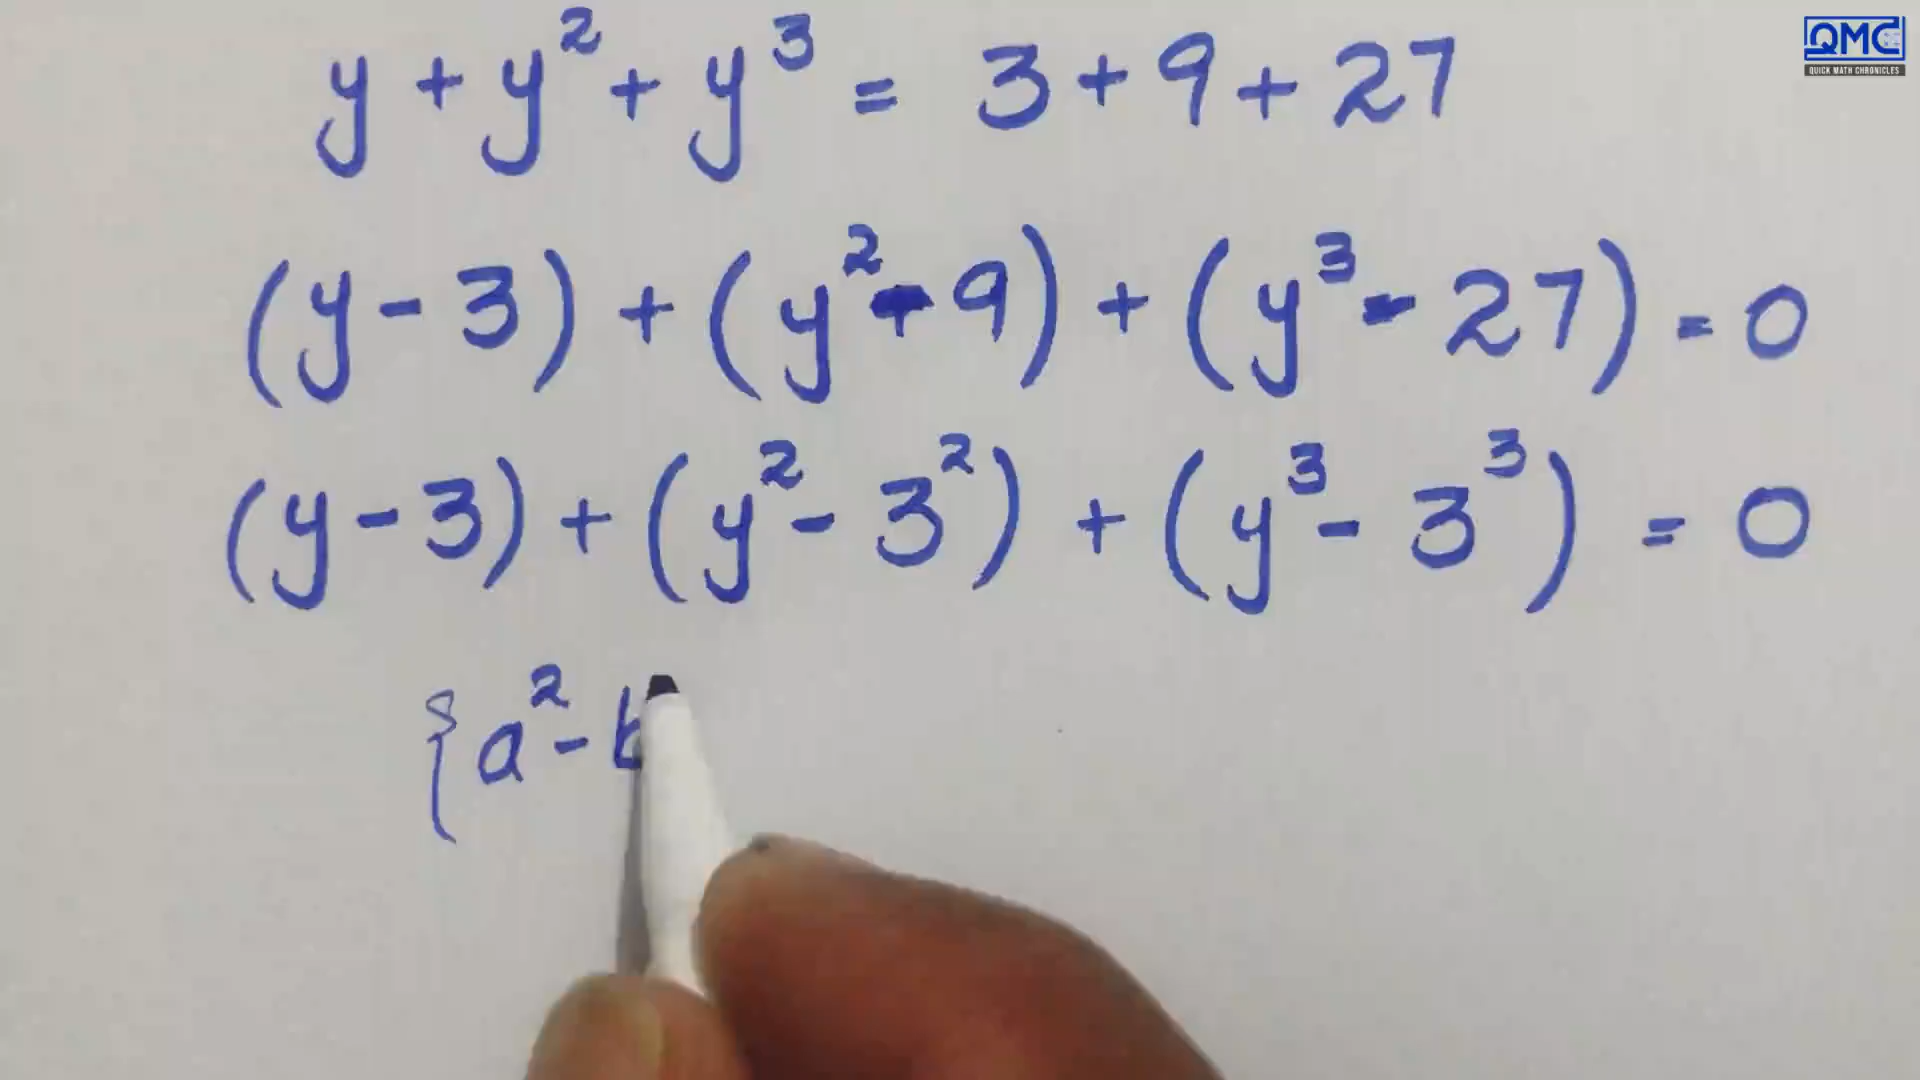 QMC
QUICK MATH CHRONICLES
y + y² + y³ = 3 + 9 + 27
(y - 3) + (y² - 9) + (y³ - 27) = 0
(y - 3) + (y² - 3²) + (y³ - 3³) = 0
{a² - b